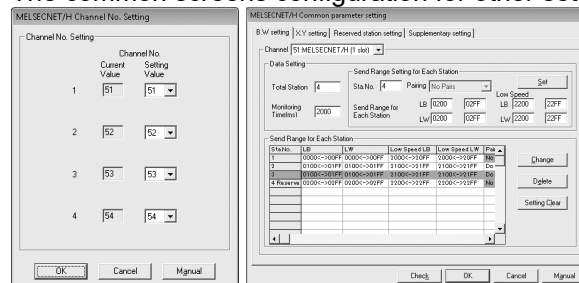 The common screens configuration for other set
MELSECNET/H Channel No. Setting
Channel No. Setting
Channel No.
Current Value
Setting Value
1 51 51
2 52 52
3 53 53
4 54 54
OK Cancel Manual
MELSECNET/H Common parameter setting
B.W setting X.Y setting Reserved station setting Supplementary setting
Channel 51:MELSECNET/H (1 slot)
Data Setting
Send Range Setting for Each Station
Total Station 4 Sta.No. 4 Pairing No Pairs Set
Low Speed
Monitoring Time(ms) 2000 Send Range for Each Station LB 0200 02FF LB 2200 22FF
LW 0200 02FF LW 2200 22FF
Send Range for Each Station
Sta.No. LB LW Low Speed LB Low Speed LW Pai
1 0000<->00FF 0000<->00FF 2000<->20FF 2000<->20FF No
2 0100<->01FF 0100<->01FF 2100<->21FF 2100<->21FF Do
3 0100<->01FF 0100<->01FF 2100<->21FF 2100<->21FF Do
4 Reserve 0200<->02FF 0200<->02FF 2200<->22FF 2200<->22FF No
Change
Delete
Setting Clear
Check OK Cancel Manual